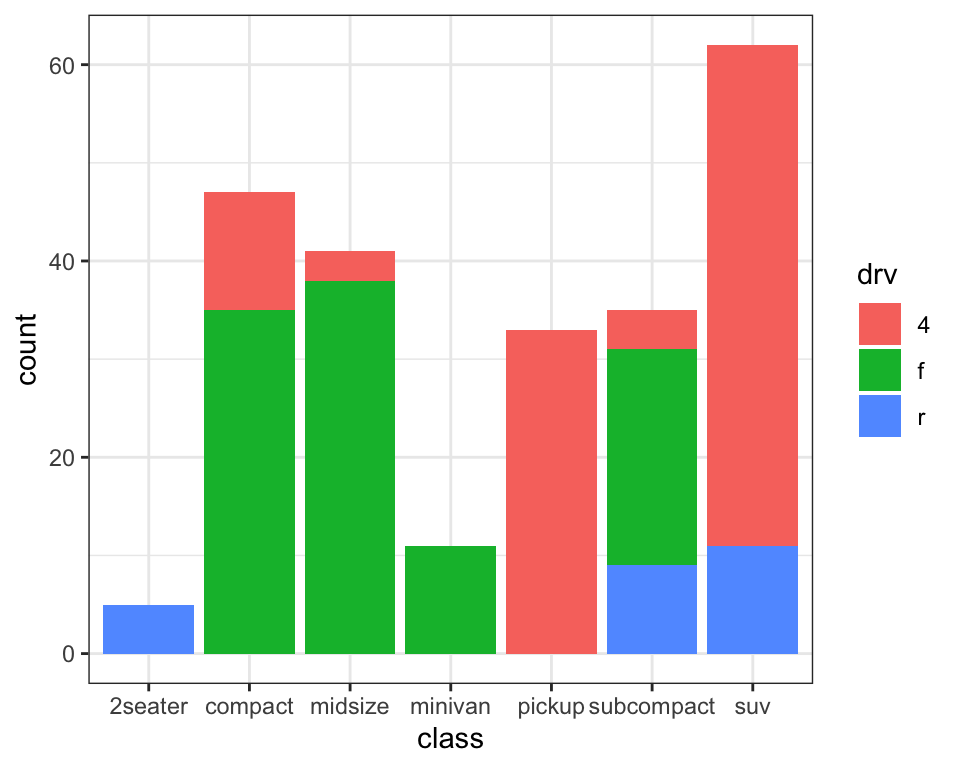 60
40
20
0
count
2seater compact midsize minivan pickup subcompact suv
class
drv
4
f
r